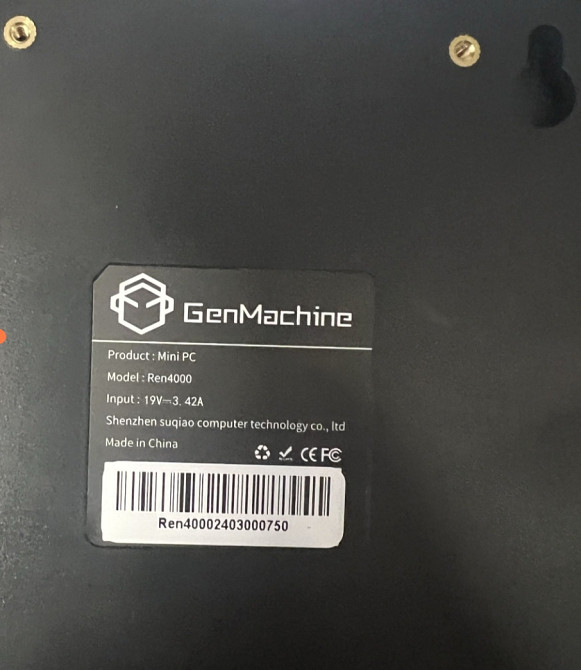 GenMachine
Product : Mini PC
Model : Ren4000
Input : 19V⎓3. 42A
Shenzhen suqiao computer technology co., ltd
Made in China
CE FC
Ren40002403000750